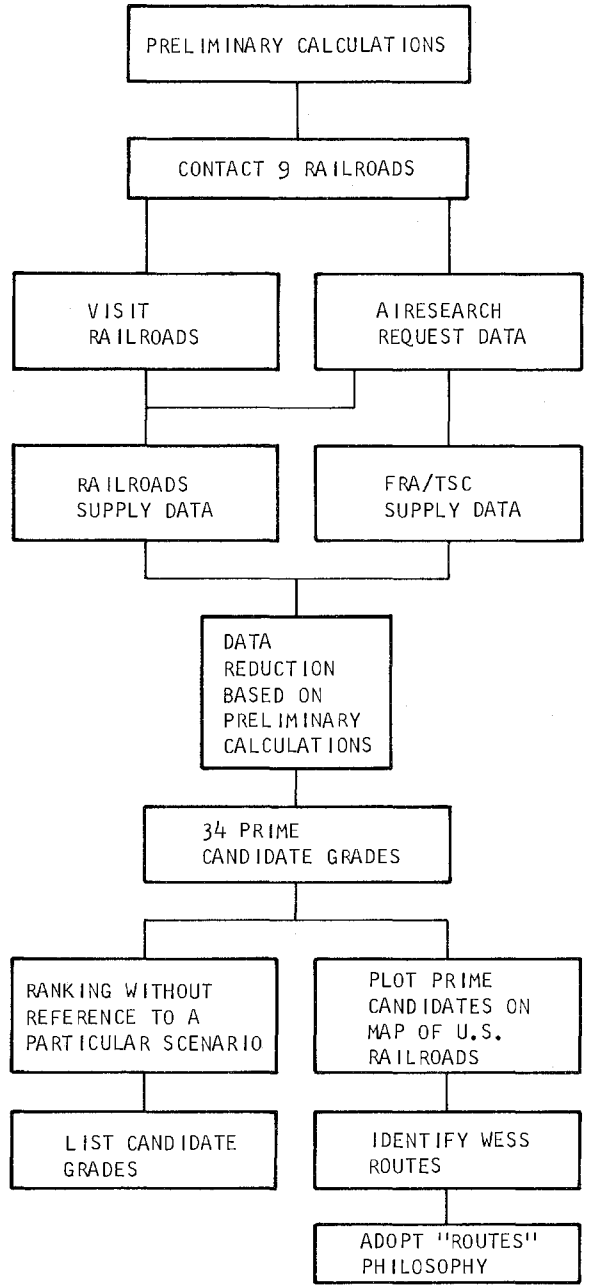 PRELIMINARY CALCULATIONS
CONTACT 9 RAILROADS
VISIT
RAILROADS
AIRESEARCH
REQUEST DATA
RAILROADS
SUPPLY DATA
FRA/TSC
SUPPLY DATA
DATA
REDUCTION
BASED ON
PRELIMINARY
CALCULATIONS
34 PRIME
CANDIDATE GRADES
RANKING WITHOUT
REFERENCE TO A
PARTICULAR SCENARIO
PLOT PRIME
CANDIDATES ON
MAP OF U.S.
RAILROADS
LIST CANDIDATE
GRADES
IDENTIFY WESS
ROUTES
ADOPT "ROUTES"
PHILOSOPHY